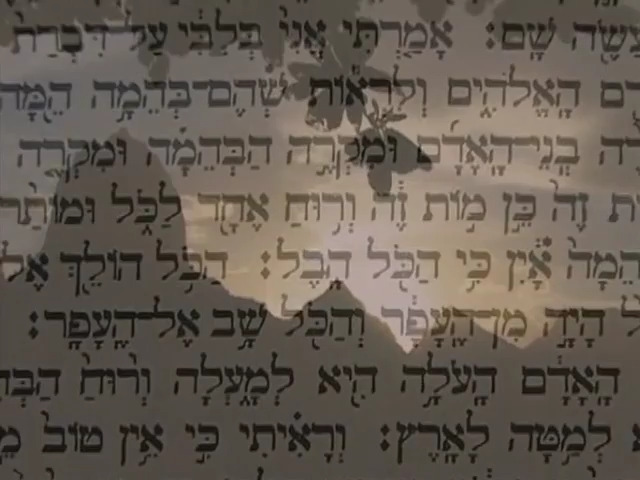 שָׁם׃ אָמַרְתִּי אֲנִי בְּלִבִּי עַל־דִּבְרַת
הָאֱלֹהִים וְלִרְאוֹת שְׁהֶם־בְּהֵמָה הֵמָּה
בְנֵי־הָאָדָם וּמִקְרֶה הַבְּהֵמָה וּמִקְרֶה
זֶה כֵּן מוֹת זֶה וְרוּחַ אֶחָד לַכֹּל וּמוֹתַר
הֵמָה אָיִן כִּי הַכֹּל הָבֶל׃ הַכֹּל הוֹלֵךְ אֶל
הָיָה מִן־הֶעָפָר וְהַכֹּל שָׁב אֶל־הֶעָפָר׃
הָאָדָם הָעֹלָה הִיא לְמָעְלָה וְרוּחַ
לְמַטָּה לָאָרֶץ׃ וְרָאִיתִי כִּי אֵין טוֹב